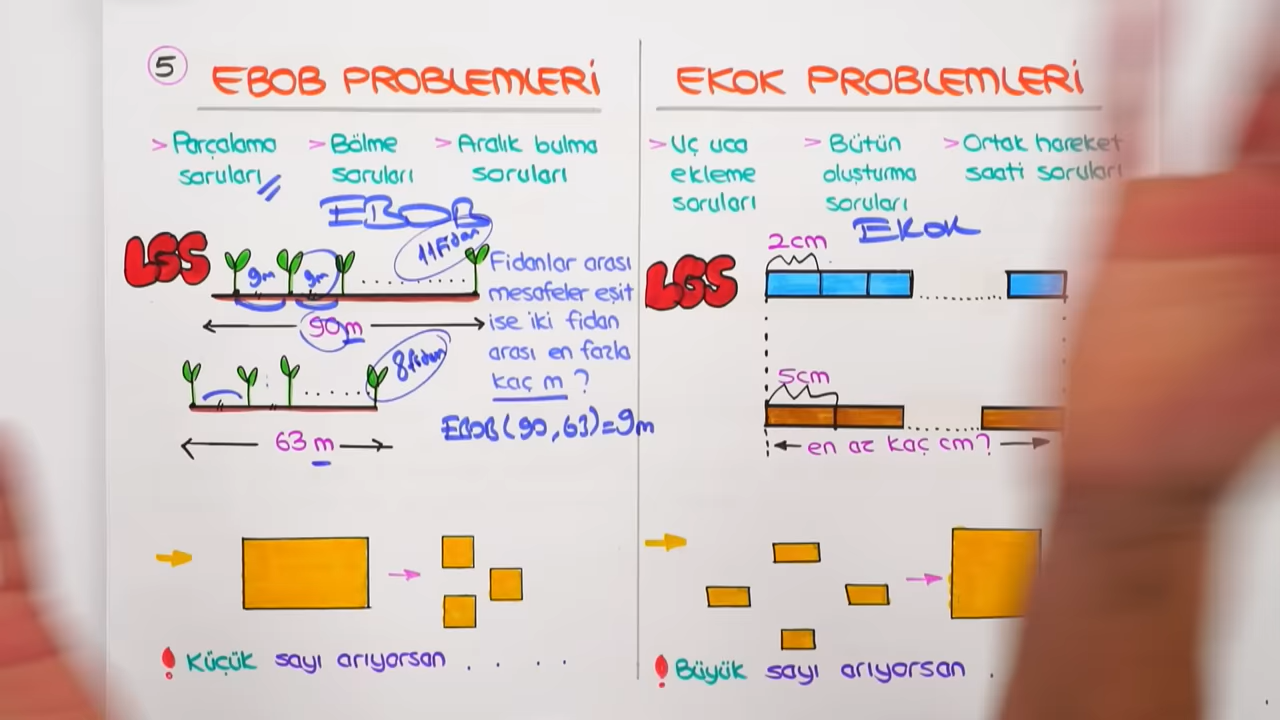 5
EBOB PROBLEMLERİ
> Parçalama soruları
> Bölme soruları
> Aralık bulma soruları
EBOB
LGS
9m
9m
11 Fidan
90m
8 fidan
63 m
Fidanlar arası
mesafeler eşit
ise iki fidan
arası en fazla
kaç m ?
EBOB(90,63)=9m
! Küçük sayı arıyorsan . . . .
EKOK PROBLEMLERİ
> Uç uca ekleme soruları
> Bütün oluşturma soruları
> Ortak hareket saati soruları
EKOK
LGS
2cm
5cm
en az kaç cm?
! Büyük sayı arıyorsan .